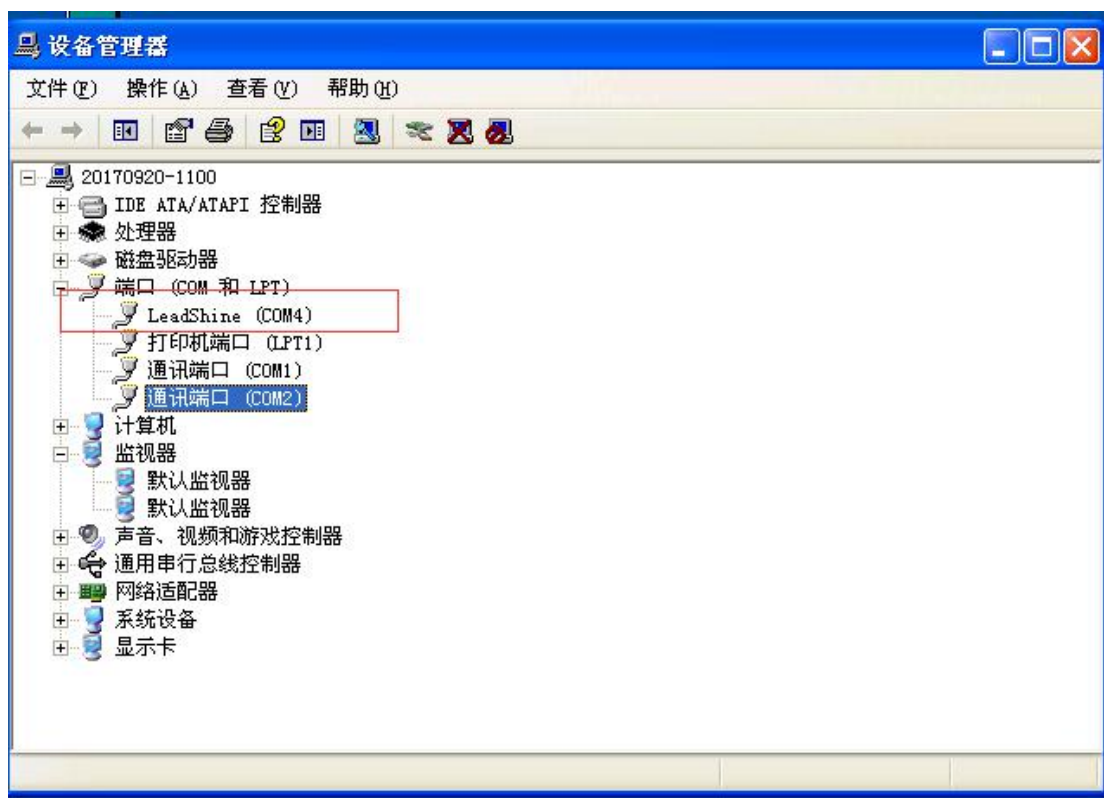 设备管理器
文件(F) 操作(A) 查看(V) 帮助(H)
20170920-1100
IDE ATA/ATAPI 控制器
处理器
磁盘驱动器
端口 (COM 和 LPT)
LeadShine (COM4)
打印机端口 (LPT1)
通讯端口 (COM1)
通讯端口 (COM2)
计算机
监视器
默认监视器
默认监视器
声音、视频和游戏控制器
通用串行总线控制器
网络适配器
系统设备
显示卡